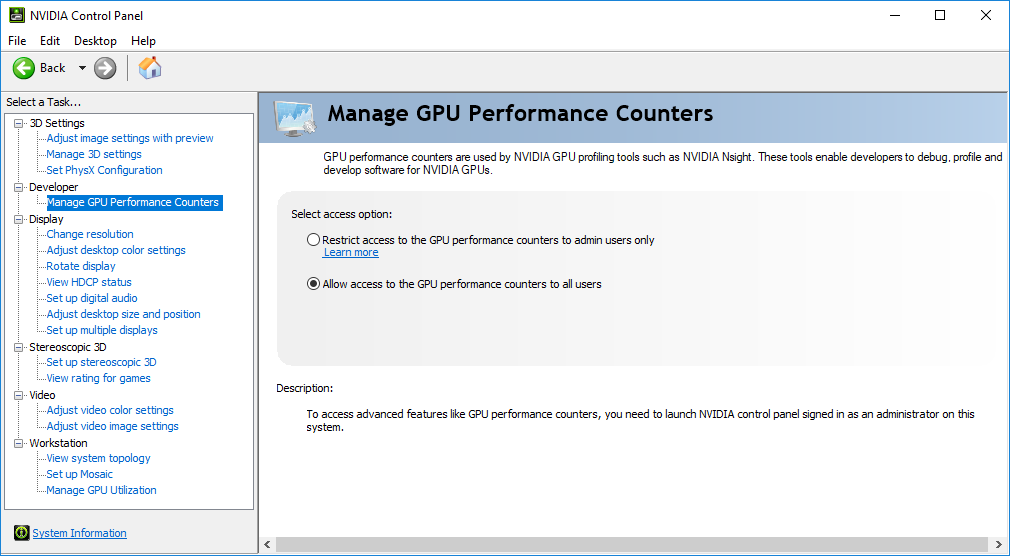 NVIDIA Control Panel
File Edit Desktop Help
Back
Select a Task...
3D Settings
Adjust image settings with preview
Manage 3D settings
Set PhysX Configuration
Developer
Manage GPU Performance Counters
Display
Change resolution
Adjust desktop color settings
Rotate display
View HDCP status
Set up digital audio
Adjust desktop size and position
Set up multiple displays
Stereoscopic 3D
Set up stereoscopic 3D
View rating for games
Video
Adjust video color settings
Adjust video image settings
Workstation
View system topology
Set up Mosaic
Manage GPU Utilization
System Information
Manage GPU Performance Counters
GPU performance counters are used by NVIDIA GPU profiling tools such as NVIDIA Nsight. These tools enable developers to debug, profile and
develop software for NVIDIA GPUs.
Select access option:
Restrict access to the GPU performance counters to admin users only
Learn more
Allow access to the GPU performance counters to all users
Description:
To access advanced features like GPU performance counters, you need to launch NVIDIA control panel signed in as an administrator on this
system.